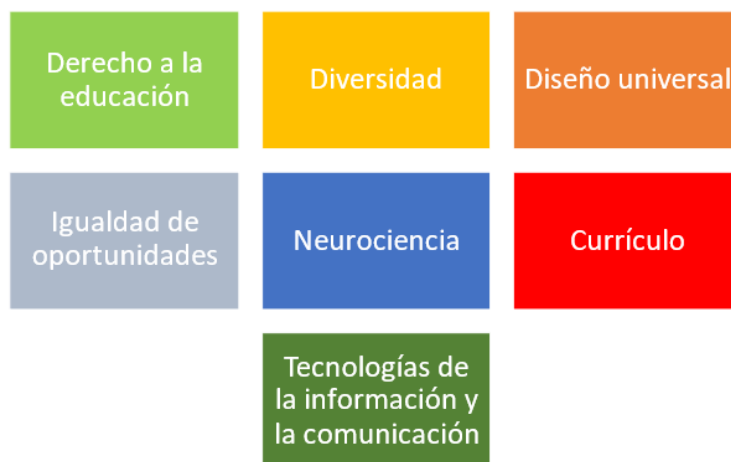 Derecho a la
educación
Diversidad
Diseño universal
Igualdad de
oportunidades
Neurociencia
Currículo
Tecnologías de
la información y
la comunicación